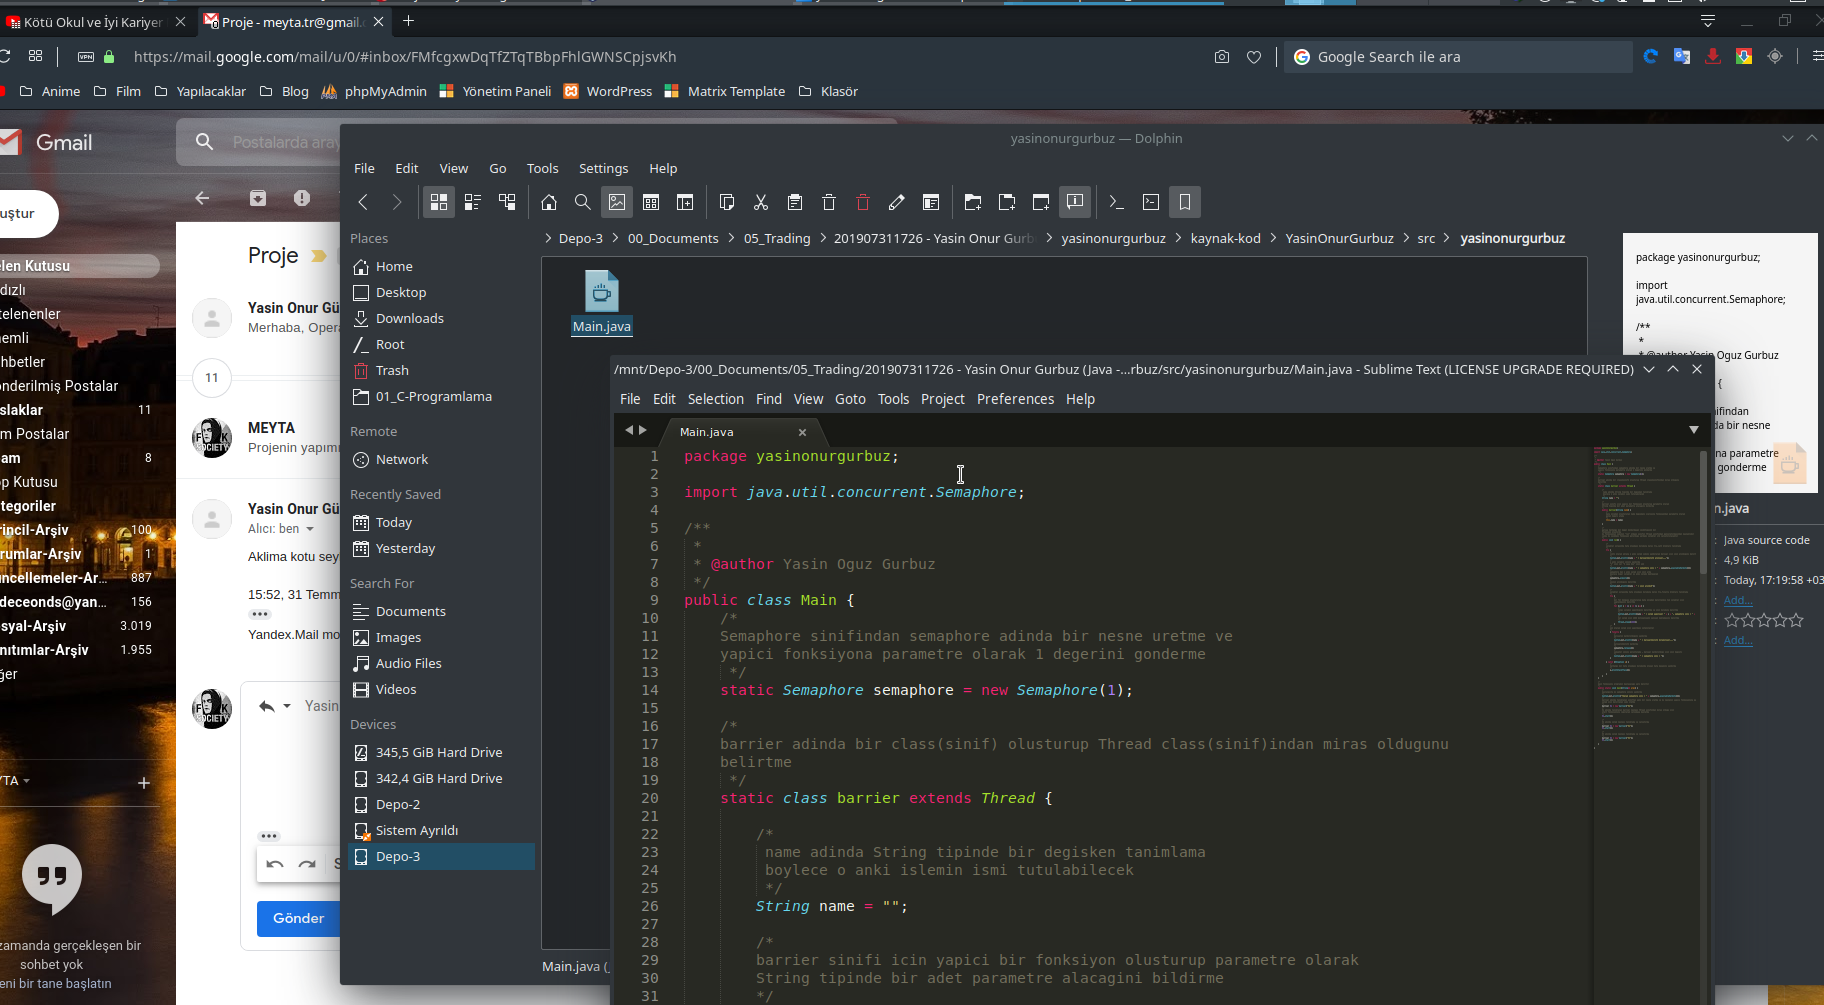 Kötü Okul ve İyi Kariyer
Proje - meyta.tr@gmail.
https://mail.google.com/mail/u/0/#inbox/FMfcgxwDqTfZTqTBbpFhlGWNSCpjsvKh
VPN
Google Search ile ara
Anime
Film
Yapılacaklar
Blog
phpMyAdmin
Yönetim Paneli
WordPress
Matrix Template
Klasör
Gmail
Postalarda aray
uştur
len Kutusu
dızlı
telenenler
emli
hbetler
nderilmiş Postalar
slaklar 11
m Postalar
am 8
p Kutusu
tegoriler
rincil-Arşiv 100
rumlar-Arşiv 1
ncellemeler-Ar... 887
deceonds@yan... 156
syal-Arşiv 3.019
nıtımlar-Arşiv 1.955
ğer
YTA
zamanda gerçekleşen bir
sohbet yok
eni bir tane başlatın
Proje
Yasin Onur Gü
Merhaba, Oper
11
MEYTA
Projenin yapım
Yasin Onur Gü
Alıcı: ben
Aklima kotu sey
15:52, 31 Temm
Yandex.Mail mo
Yasin
Gönder
yasinonurgurbuz — Dolphin
File Edit View Go Tools Settings Help
Places
Home
Desktop
Downloads
Root
Trash
01_C-Programlama
Remote
Network
Recently Saved
Today
Yesterday
Search For
Documents
Images
Audio Files
Videos
Devices
345,5 GiB Hard Drive
342,4 GiB Hard Drive
Depo-2
Sistem Ayrıldı
Depo-3
Depo-3 > 00_Documents > 05_Trading > 201907311726 - Yasin Onur Gurb > yasinonurgurbuz > kaynak-kod > YasinOnurGurbuz > src > yasinonurgurbuz
Main.java
Main.java (
package yasinonurgurbuz;
import
java.util.concurrent.Semaphore;
/**
*
* @author Yasin Oguz Gurbuz
{
nifindan
da bir nesne
na parametre
gonderme
n.java
Java source code
4,9 KiB
Today, 17:19:58 +03
Add...
Add...
/mnt/Depo-3/00_Documents/05_Trading/201907311726 - Yasin Onur Gurbuz (Java -...rbuz/src/yasinonurgurbuz/Main.java - Sublime Text (LICENSE UPGRADE REQUIRED)
File Edit Selection Find View Goto Tools Project Preferences Help
Main.java
1 package yasinonurgurbuz;
2
3 import java.util.concurrent.Semaphore;
4
5 /**
6 *
7 * @author Yasin Oguz Gurbuz
8 */
9 public class Main {
10 /*
11 Semaphore sinifindan semaphore adinda bir nesne uretme ve
12 yapici fonksiyona parametre olarak 1 degerini gonderme
13 */
14 static Semaphore semaphore = new Semaphore(1);
15
16 /*
17 barrier adinda bir class(sinif) olusturup Thread class(sinif)indan miras oldugunu
18 belirtme
19 */
20 static class barrier extends Thread {
21
22 /*
23 name adinda String tipinde bir degisken tanimlama
24 boylece o anki islemin ismi tutulabilecek
25 */
26 String name = "";
27
28 /*
29 barrier sinifi icin yapici bir fonksiyon olusturup parametre olarak
30 String tipinde bir adet parametre alacagini bildirme
31 */